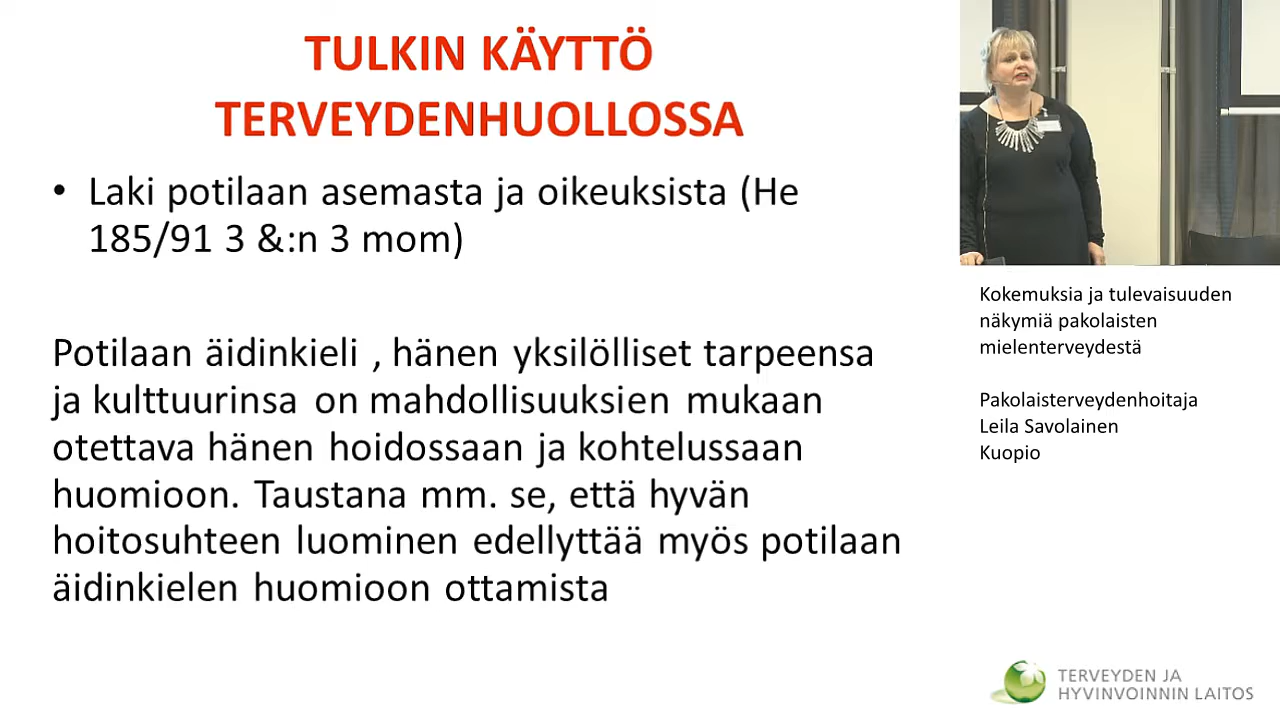 TULKIN KÄYTTÖ
TERVEYDENHUOLLOSSA
• Laki potilaan asemasta ja oikeuksista (He
185/91 3 &:n 3 mom)
Potilaan äidinkieli , hänen yksilölliset tarpeensa
ja kulttuurinsa on mahdollisuuksien mukaan
otettava hänen hoidossaan ja kohtelussaan
huomioon. Taustana mm. se, että hyvän
hoitosuhteen luominen edellyttää myös potilaan
äidinkielen huomioon ottamista
Kokemuksia ja tulevaisuuden
näkymiä pakolaisten
mielenterveydestä
Pakolaisterveydenhoitaja
Leila Savolainen
Kuopio
TERVEYDEN JA
HYVINVOINNIN LAITOS